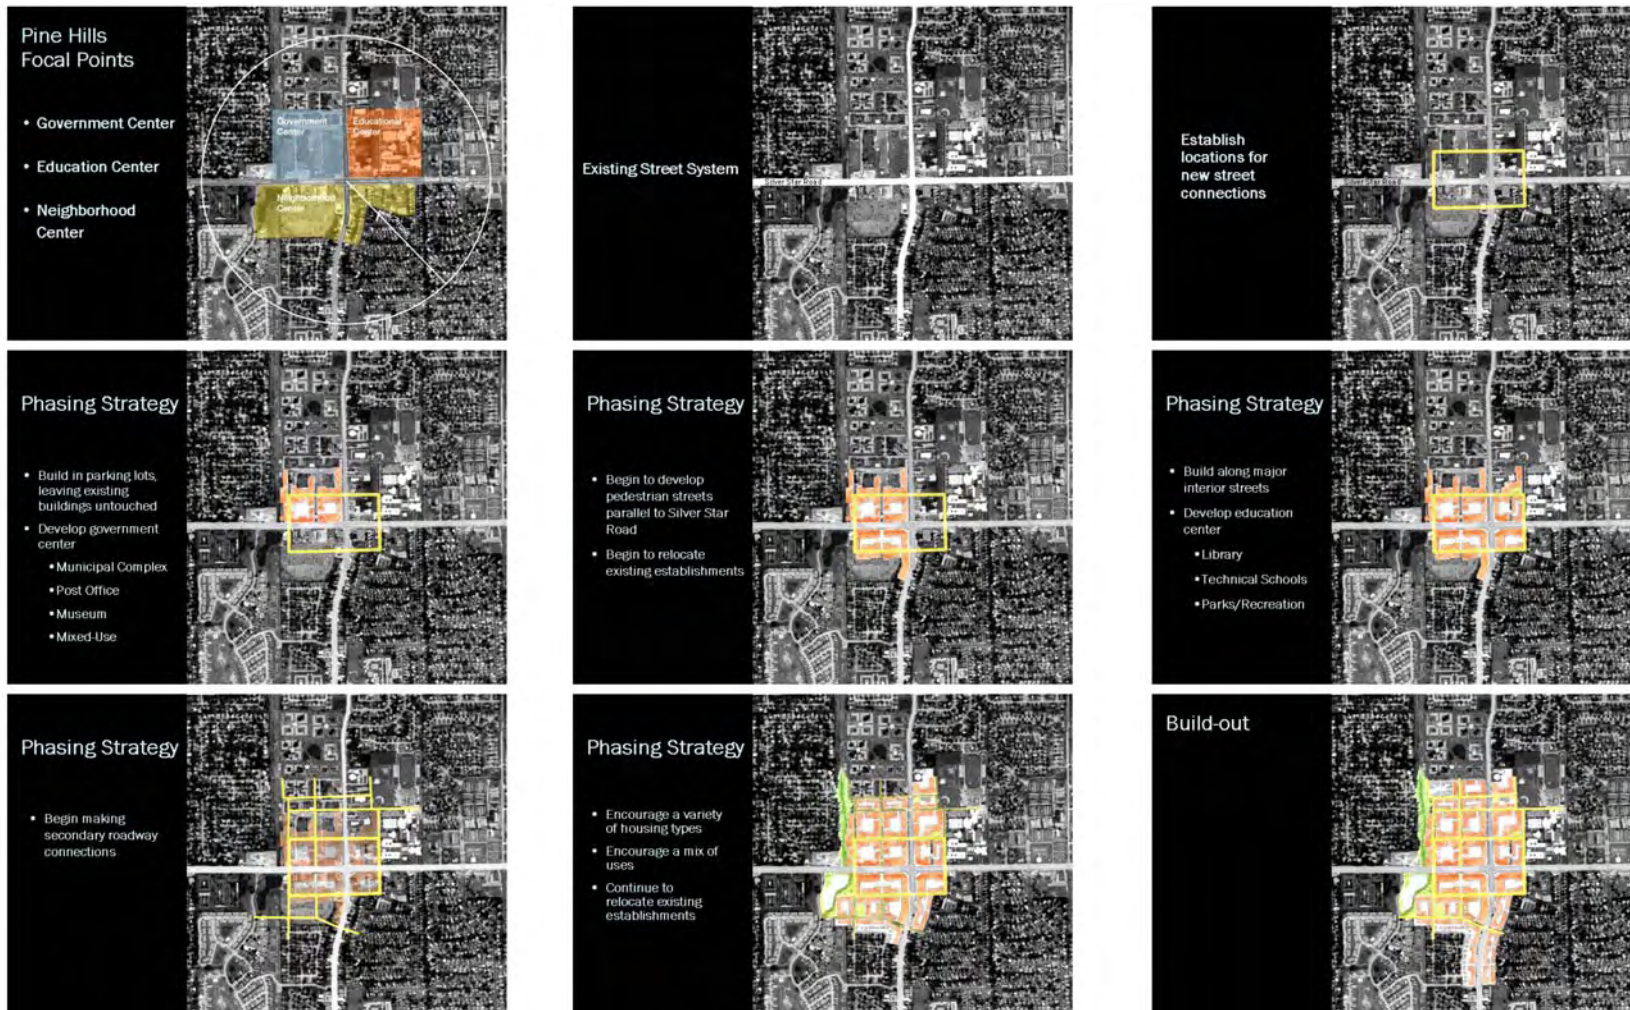 Pine Hills
Focal Points
• Government Center
• Education Center
• Neighborhood
Center
Government
Center
Educational
Center
Neighborhood
Center
Existing Street System
Silver Star Road
Establish
locations for
new street
connections
Silver Star Road
Phasing Strategy
• Build in parking lots,
leaving existing
buildings untouched
• Develop government
center
• Municipal Complex
• Post Office
• Museum
• Mixed-Use
Phasing Strategy
• Begin to develop
pedestrian streets
parallel to Silver Star
Road
• Begin to relocate
existing establishments
Phasing Strategy
• Build along major
interior streets
• Develop education
center
• Library
• Technical Schools
• Parks/Recreation
Phasing Strategy
• Begin making
secondary roadway
connections
Phasing Strategy
• Encourage a variety
of housing types
• Encourage a mix of
uses
• Continue to
relocate existing
establishments
Build-out